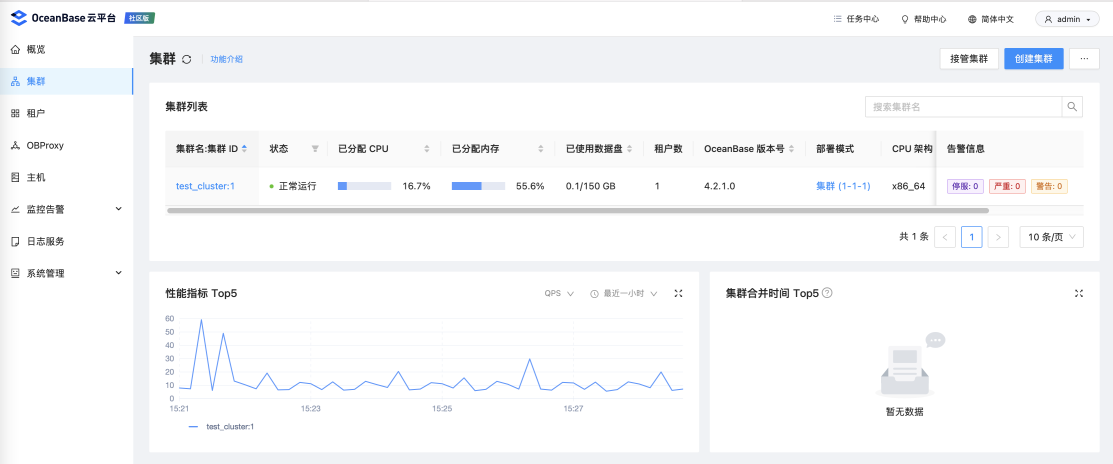 OceanBase 云平台 社区版
任务中心 帮助中心 简体中文 admin
概览
集群
租户
OBProxy
主机
监控告警
日志服务
系统管理
集群 功能介绍
接管集群 创建集群 ...
集群列表
搜索集群名
集群名:集群 ID 状态 已分配 CPU 已分配内存 已使用数据盘 租户数 OceanBase 版本号 部署模式 CPU 架构 告警信息
test_cluster:1 正常运行 16.7% 55.6% 0.1/150 GB 1 4.2.1.0 集群 (1-1-1) x86_64 停服: 0 严重: 0 警告: 0
共 1 条 < 1 > 10 条/页
性能指标 Top5 QPS 最近一小时
60
50
40
30
20
10
0
15:21 15:23 15:25 15:27
test_cluster:1
集群合并时间 Top5
暂无数据